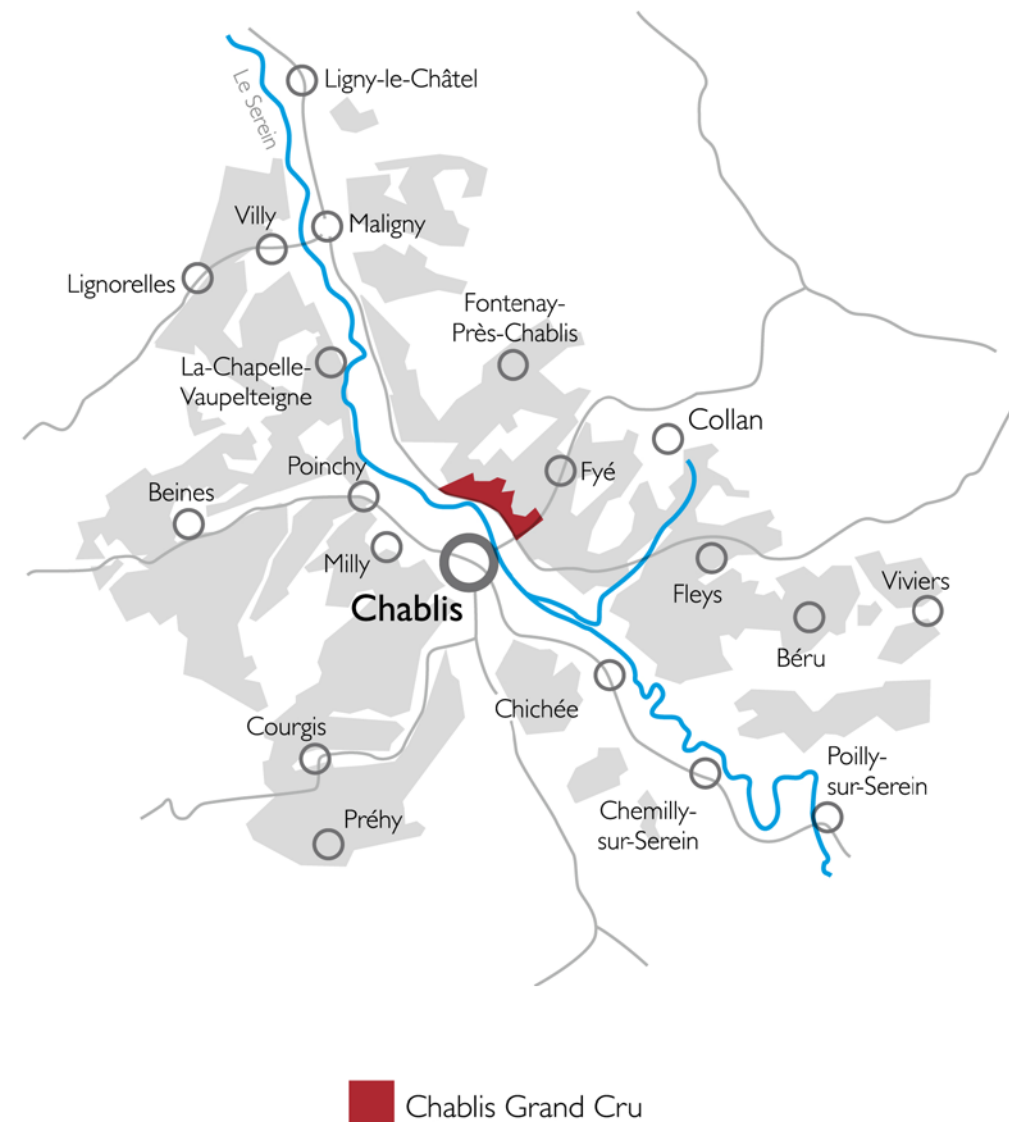 Ligny-le-Châtel
Le Serein
Villy
Maligny
Lignorelles
Fontenay-
Près-Chablis
La-Chapelle-
Vaupelteigne
Collan
Poinchy
Fyé
Beines
Milly
Fleys
Viviers
Chablis
Béru
Chichée
Courgis
Poilly-
sur-Serein
Préhy
Chemilly-
sur-Serein
Chablis Grand Cru